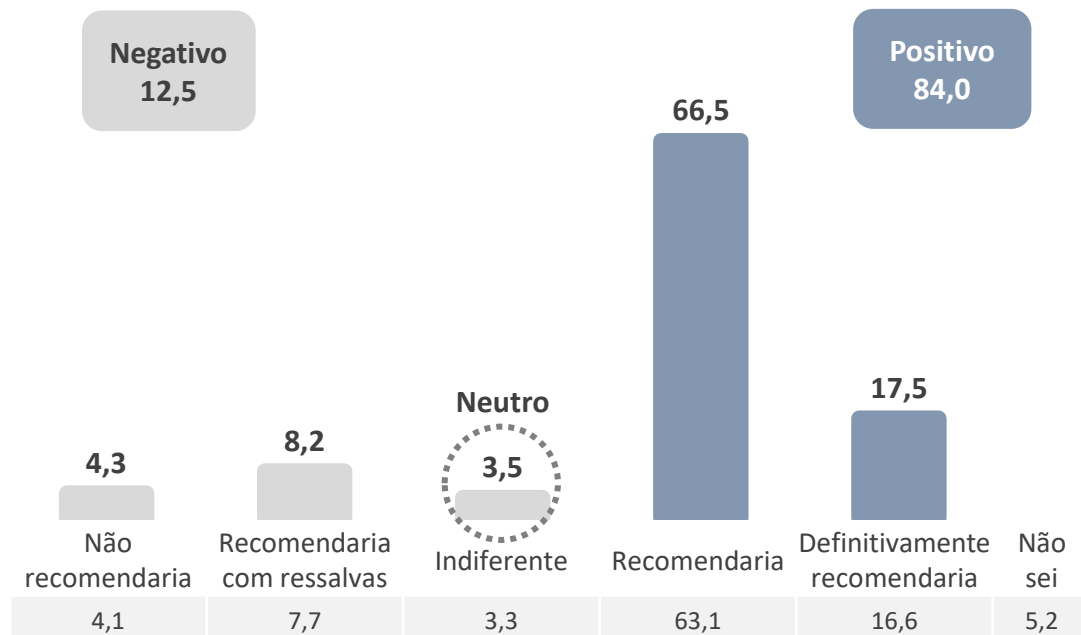 Negativo
12,5
Positivo
84,0
66,5
17,5
Neutro
8,2
4,3
3,5
Não
recomendaria
Recomendaria
com ressalvas
Indiferente
Recomendaria
Definitivamente
recomendaria
Não
sei
4,1
7,7
3,3
63,1
16,6
5,2